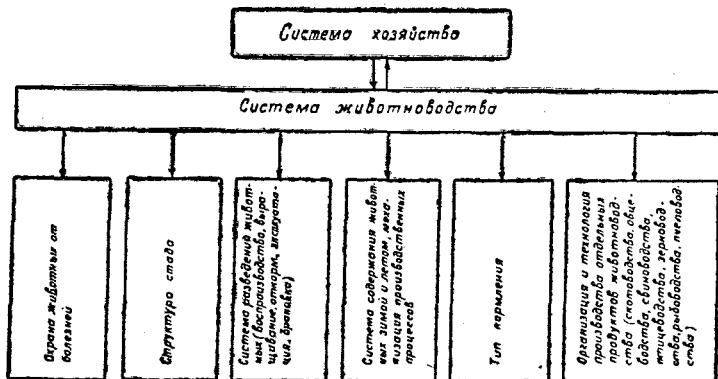 Система хозяйства
Система животноводства
Охрана животных от
болезней
Структура стада
Система разведения живот-
ных (воспроизводства, выра-
щивание, откорм, эксплуата-
ция, браковка)
Система содержания живот-
ных зимой и летом, меха-
низация производственных
процессов
Тип кормления
Организация и технология
производства отдельных
продуктов животновод-
ства (скотоводства, овце-
водства, свиноводства,
птицеводства, зверовод-
ства, рыбоводства, пчеловод-
ства)